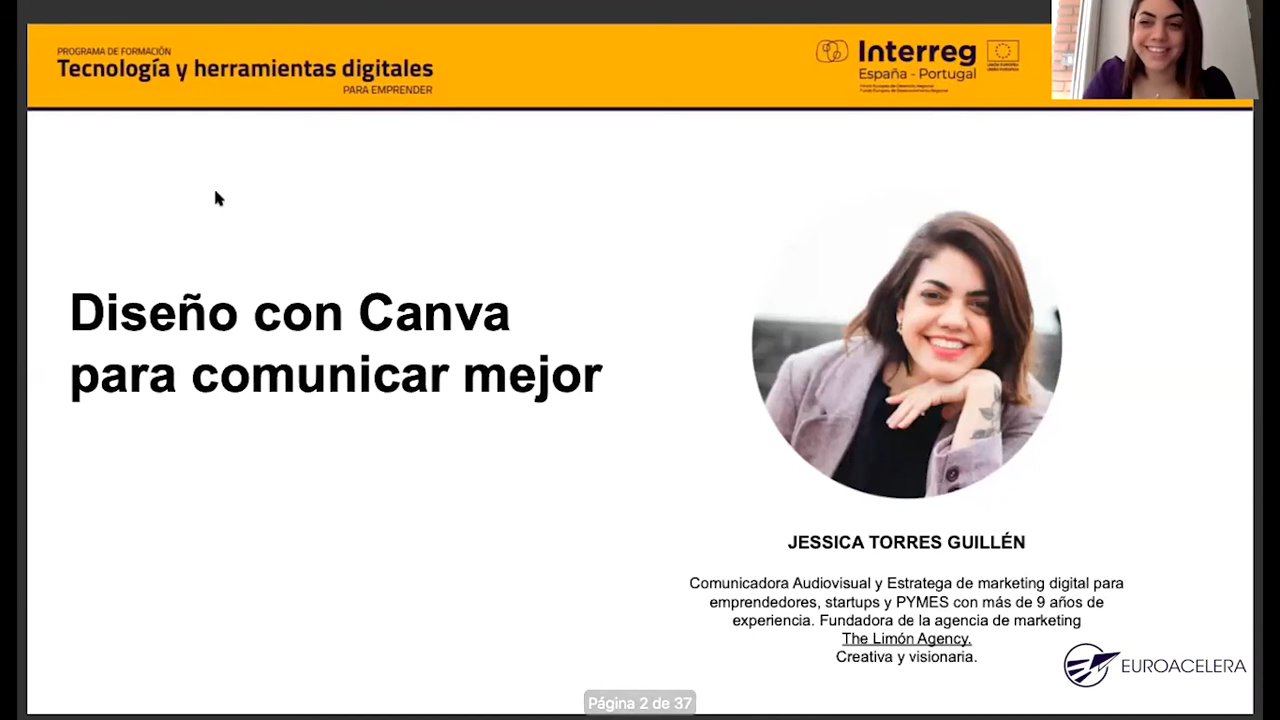 PROGRAMA DE FORMACIÓN
Tecnología y herramientas digitales
PARA EMPRENDER
Interreg
España - Portugal
Diseño con Canva
para comunicar mejor
JESSICA TORRES GUILLÉN
Comunicadora Audiovisual y Estratega de marketing digital para
emprendedores, startups y PYMES con más de 9 años de
experiencia. Fundadora de la agencia de marketing
The Limón Agency.
Creativa y visionaria.
EUROACELERA
Página 2 de 37